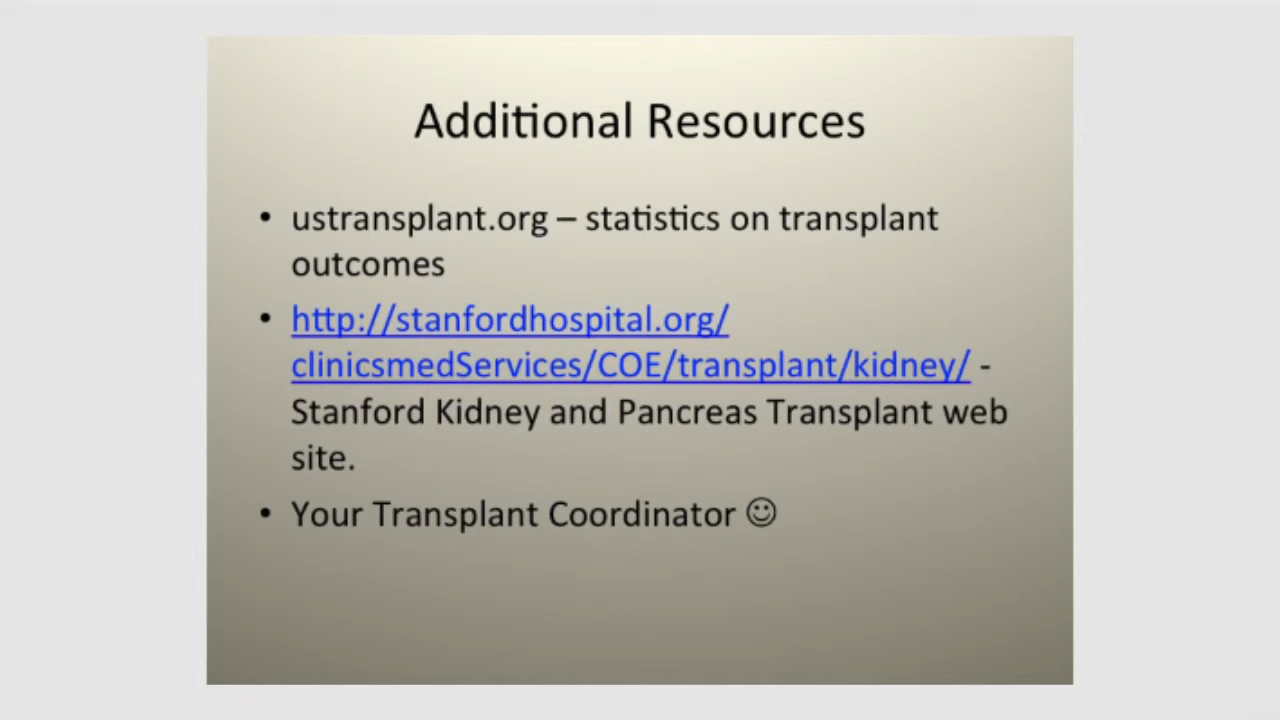 Additional Resources
• ustransplant.org – statistics on transplant
outcomes
• http://stanfordhospital.org/
clinicsmedServices/COE/transplant/kidney/ -
Stanford Kidney and Pancreas Transplant web
site.
• Your Transplant Coordinator ☺